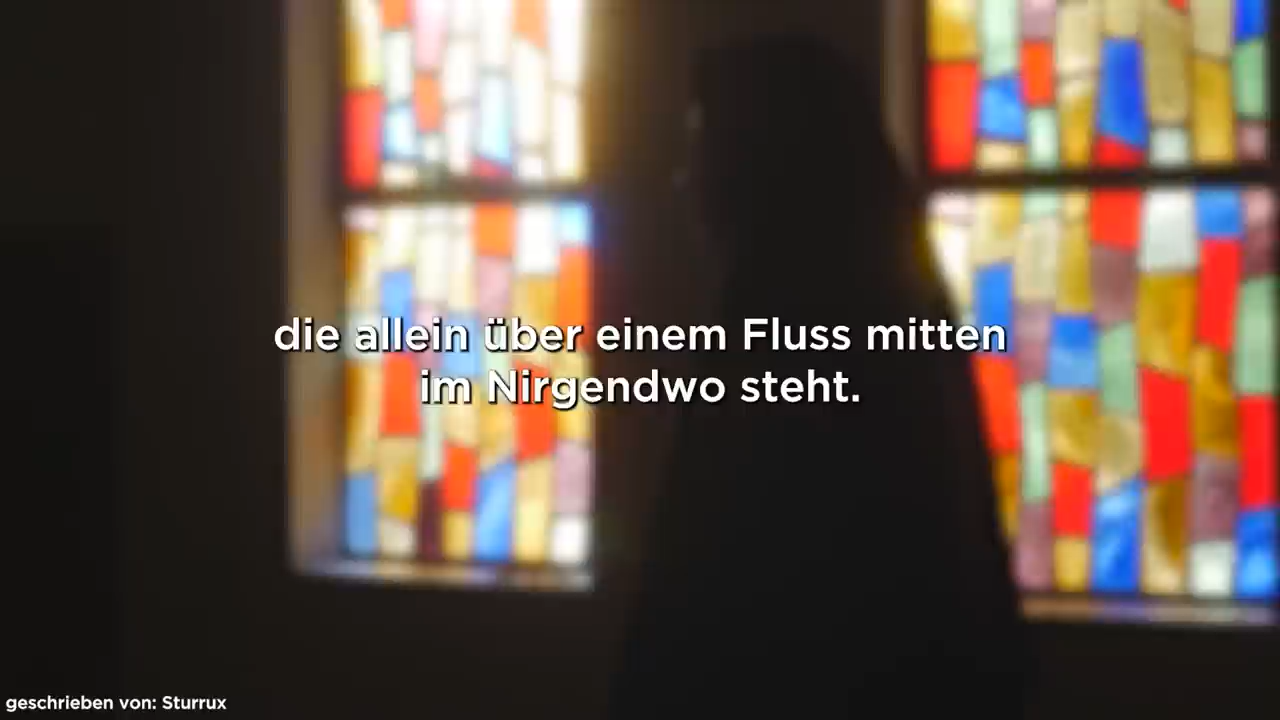 die allein über einem Fluss mitten
im Nirgendwo steht.
geschrieben von: Sturrux